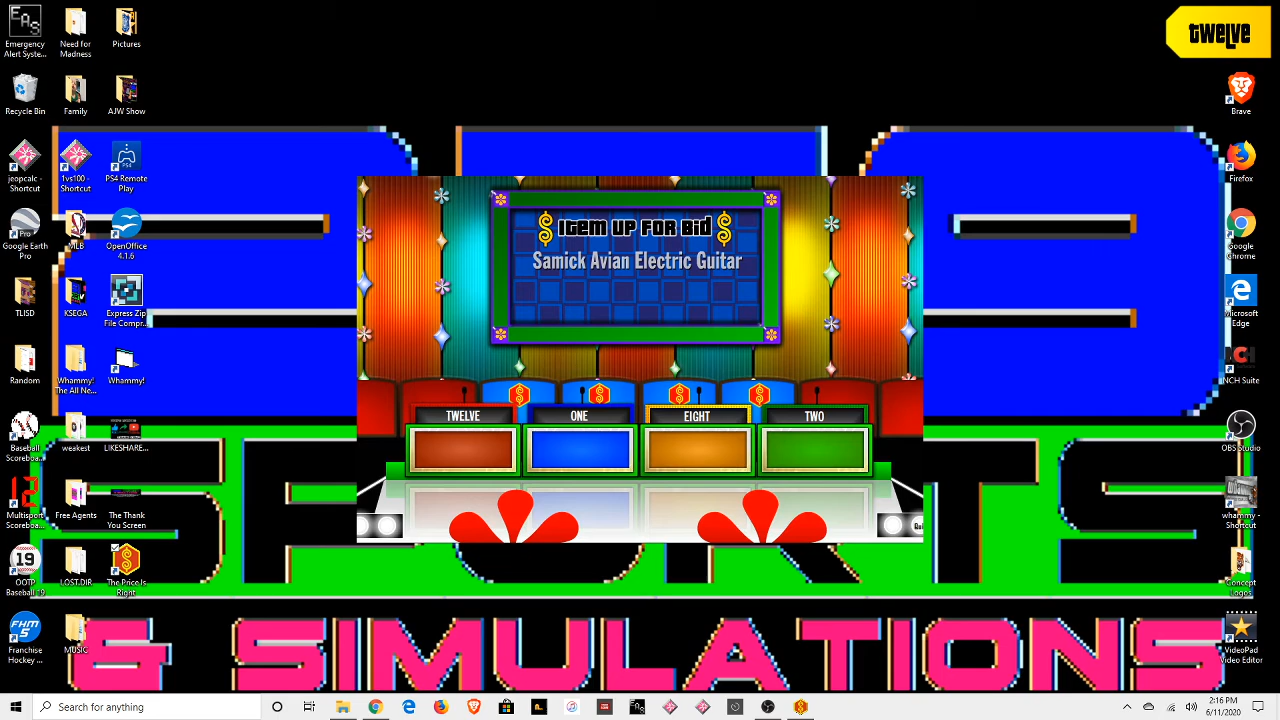 Emergency
Alert Syste...
Need for
Madness
Pictures
TWELVE
Recycle Bin
Family
AJW Show
Brave
jeopcalc -
Shortcut
1vs100 -
Shortcut
PS4 Remote
Play
Firefox
Google Earth
Pro
MLB
OpenOffice
4.1.6
Google
Chrome
TLISD
KSEGA
Express Zip
File Compr...
Microsoft
Edge
Random
Whammy!
The All Ne...
Whammy!
NCH Suite
Baseball
Scoreboa...
weakest
LIKESHARE...
OBS Studio
Multisport
Scoreboa...
Free Agents
The Thank
You Screen
whammy -
Shortcut
OOTP
Baseball 19
LOST.DIR
The Price Is
Right
Concept
Logos
Franchise
Hockey ...
MUSIC
VideoPad
Video Editor
$ Item up for Bid $
Samick Avian Electric Guitar
TWELVE
ONE
EIGHT
TWO
SPORTS
& SIMULATIONS
Search for anything
2:16 PM
6/11/2020